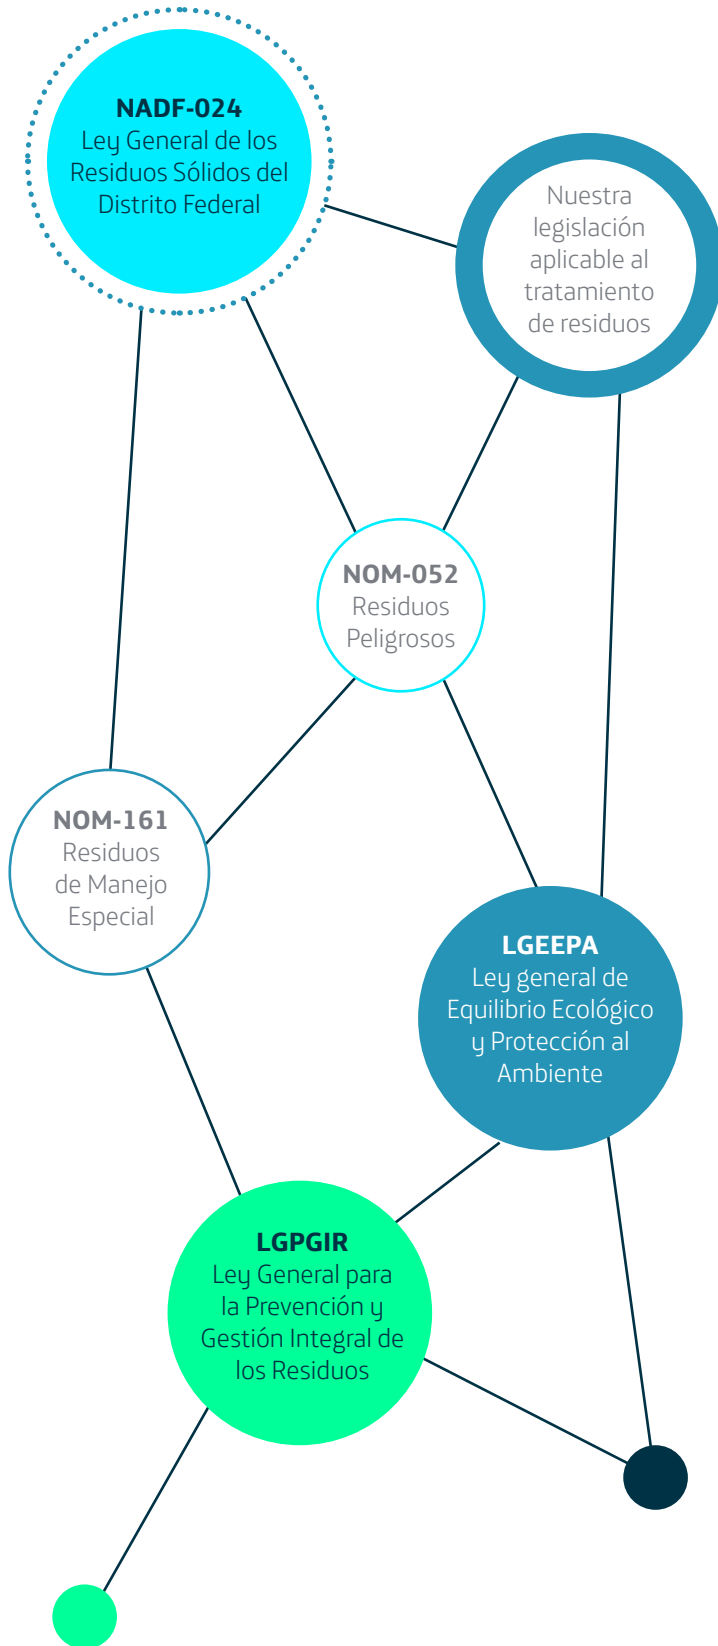 NADF-024
Ley General de los
Residuos Sólidos del
Distrito Federal
Nuestra
legislación
aplicable al
tratamiento
de residuos
NOM-052
Residuos
Peligrosos
NOM-161
Residuos
de Manejo
Especial
LGEEPA
Ley general de
Equilibrio Ecológico
y Protección al
Ambiente
LGPGIR
Ley General para
la Prevención y
Gestión Integral de
los Residuos